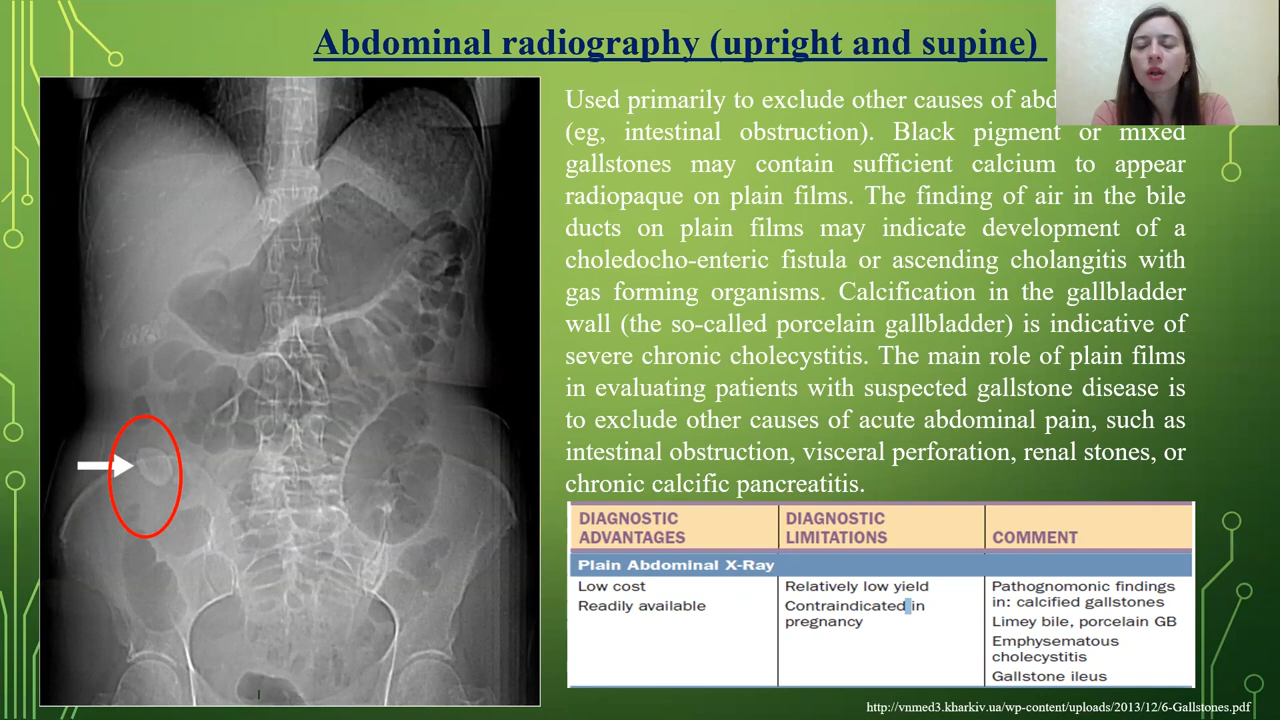 Abdominal radiography (upright and supine)
Used primarily to exclude other causes of
(eg, intestinal obstruction). Black pigment or mixed
gallstones may contain sufficient calcium to appear
radiopaque on plain films. The finding of air in the bile
ducts on plain films may indicate development of a
choledocho-enteric fistula or ascending cholangitis with
gas forming organisms. Calcification in the gallbladder
wall (the so-called porcelain gallbladder) is indicative of
severe chronic cholecystitis. The main role of plain films
in evaluating patients with suspected gallstone disease is
to exclude other causes of acute abdominal pain, such as
intestinal obstruction, visceral perforation, renal stones, or
chronic calcific pancreatitis.
DIAGNOSTIC
ADVANTAGES
DIAGNOSTIC
LIMITATIONS
COMMENT
Plain Abdominal X-Ray
Low cost
Readily available
Relatively low yield
Contraindicated in
pregnancy
Pathognomonic findings
in: calcified gallstones
Limey bile, porcelain GB
Emphysematous
cholecystitis
Gallstone ileus
http://vnmed3.kharkiv.ua/wp-content/uploads/2013/12/6-Gallstones.pdf